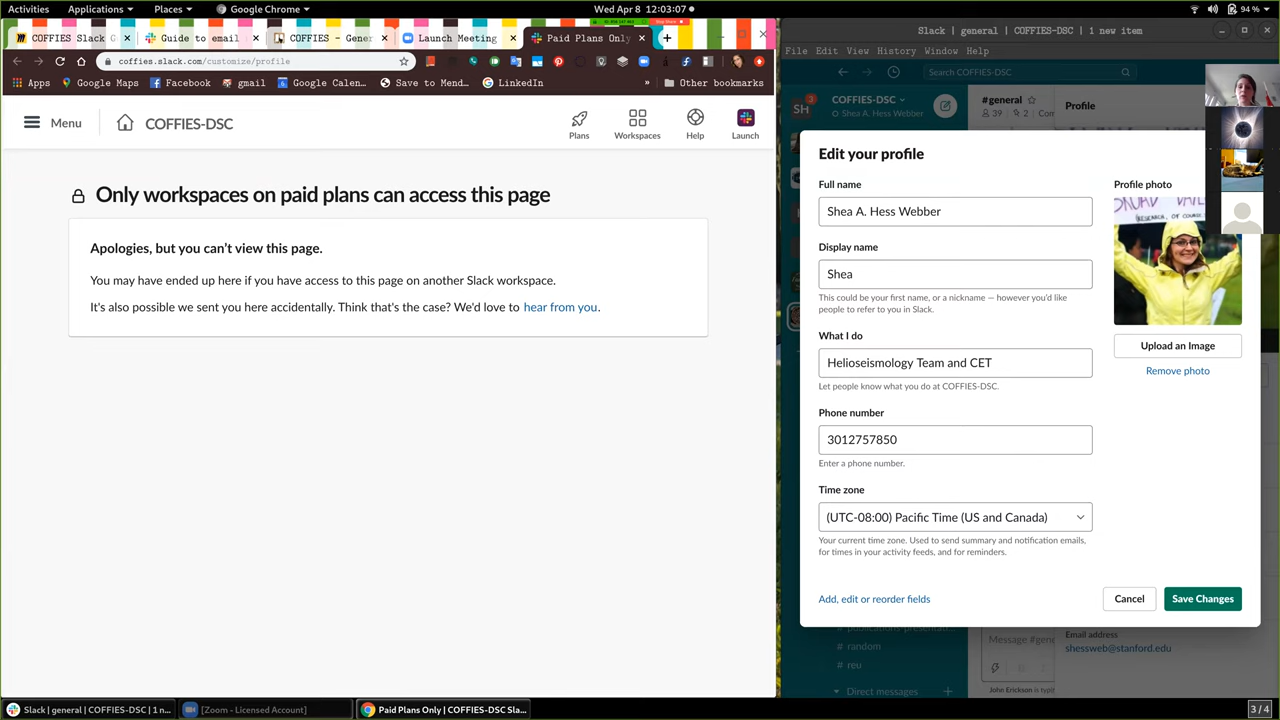 Activities
Applications
Places
Google Chrome
Wed Apr 8 12:03:07
94 %
COFFIES Slack G
Guide to email
COFFIES - Gener
Launch Meeting
Paid Plans Only
coffies.slack.com/customize/profile
Apps
Google Maps
Facebook
gmail
Google Calen...
Save to Mend...
LinkedIn
»
Other bookmarks
Menu
COFFIES-DSC
Plans
Workspaces
Help
Launch
Only workspaces on paid plans can access this page
Apologies, but you can't view this page.
You may have ended up here if you have access to this page on another Slack workspace.
It's also possible we sent you here accidentally. Think that's the case? We'd love to hear from you.
Slack | general | COFFIES-DSC | 1 new item
File Edit View History Window Help
Search COFFIES-DSC
SH
3
COFFIES-DSC
Shea A. Hess Webber
#general
39
2
Profile
Edit your profile
Full name
Shea A. Hess Webber
Display name
Shea
This could be your first name, or a nickname — however you'd like
people to refer to you in Slack.
What I do
Helioseismology Team and CET
Let people know what you do at COFFIES-DSC.
Phone number
3012757850
Enter a phone number.
Time zone
(UTC-08:00) Pacific Time (US and Canada)
Your current time zone. Used to send summary and notification emails,
for times in your activity feeds, and for reminders.
Profile photo
Upload an Image
Remove photo
Add, edit or reorder fields
Cancel
Save Changes
# random
# reu
Direct messages
Message #gene
John Erickson is typin
Email address
shessweb@stanford.edu
Slack | general | COFFIES-DSC | 1 n...
[Zoom - Licensed Account]
Paid Plans Only | COFFIES-DSC Sla...
3 / 4